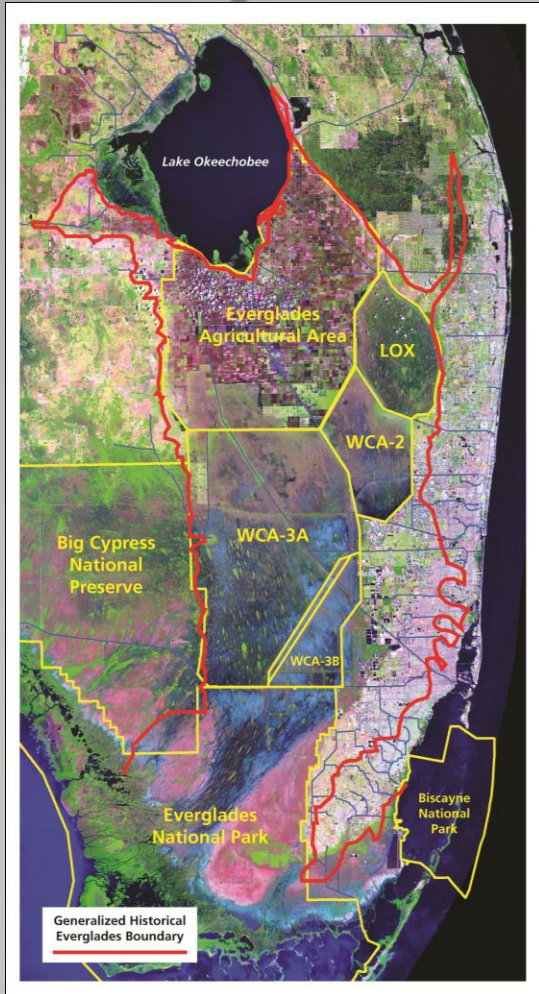 Lake Okeechobee
Everglades
Agricultural Area
LOX
WCA-2
WCA-3A
Big Cypress
National
Preserve
WCA-3B
Everglades
National Park
Biscayne
National
Park
Generalized Historical
Everglades Boundary